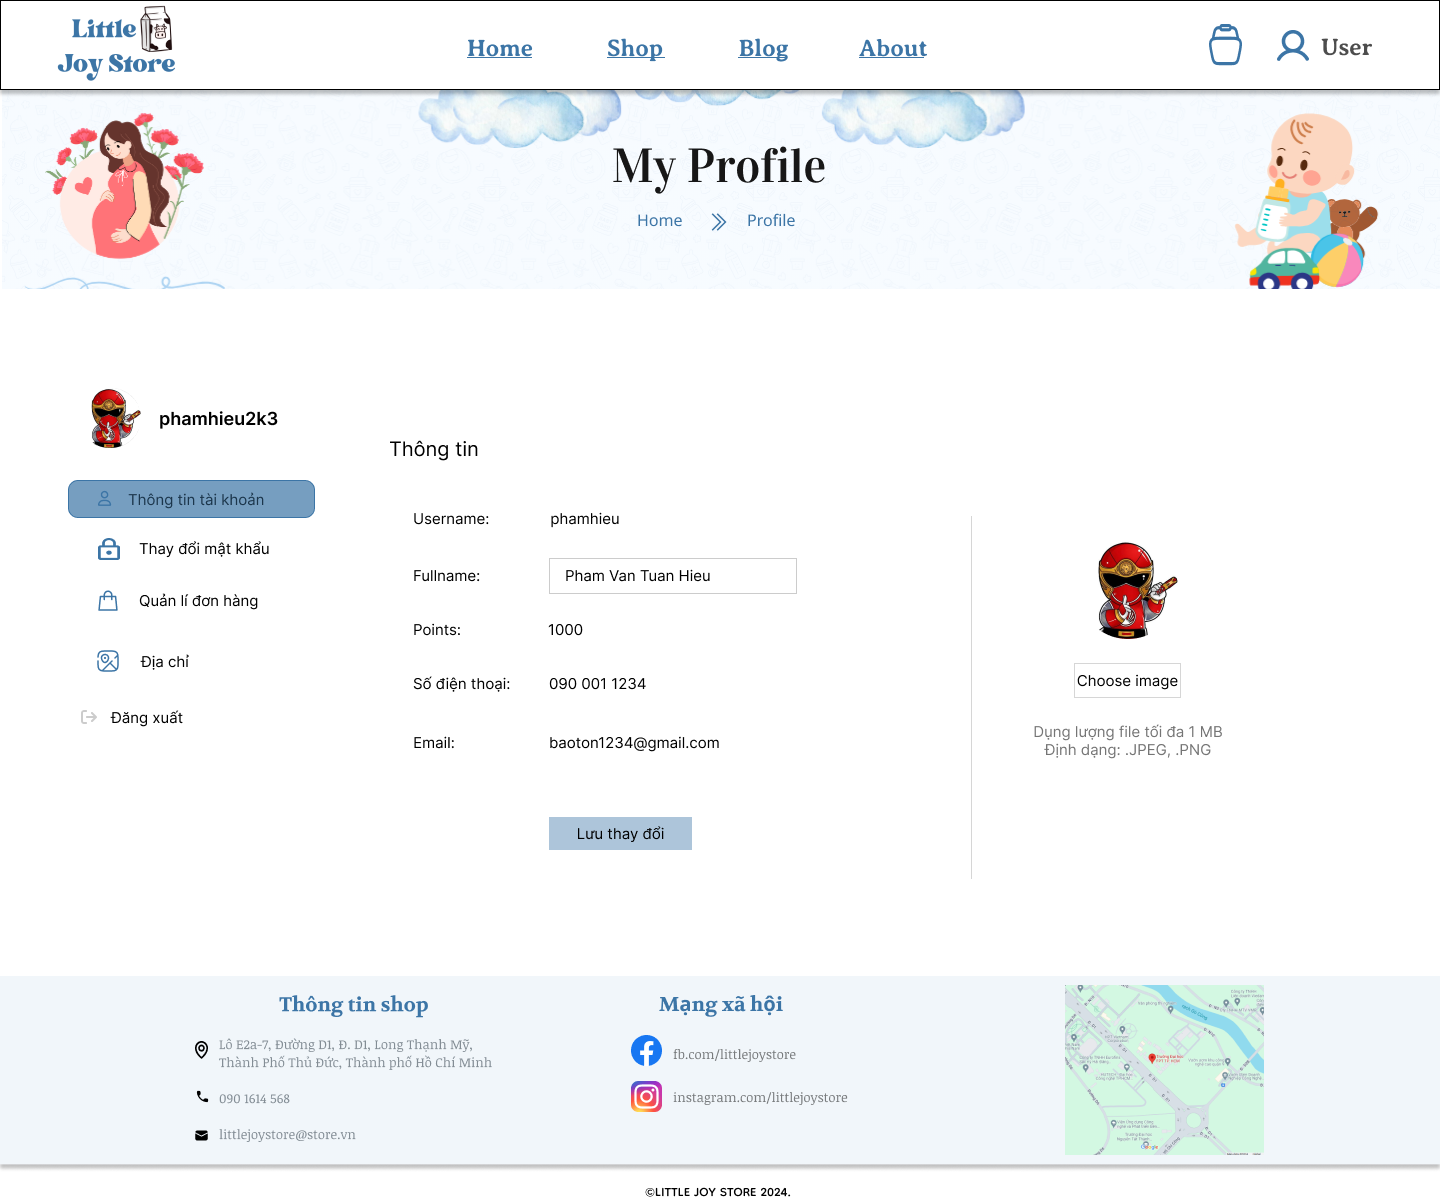 Little
Joy Store
Home
Shop
Blog
About
User
My Profile
Home
Profile
phamhieu2k3
Thông tin tài khoản
Thay đổi mật khẩu
Quản lí đơn hàng
Địa chỉ
Đăng xuất
Thông tin
Username:
phamhieu
Fullname:
Pham Van Tuan Hieu
Points:
1000
Số điện thoại:
090 001 1234
Email:
baoton1234@gmail.com
Lưu thay đổi
Choose image
Dụng lượng file tối đa 1 MB
Định dạng: .JPEG, .PNG
Thông tin shop
Lô E2a-7, Đường D1, Đ. D1, Long Thạnh Mỹ,
Thành Phố Thủ Đức, Thành phố Hồ Chí Minh
090 1614 568
littlejoystore@store.vn
Mạng xã hội
fb.com/littlejoystore
instagram.com/littlejoystore
Google
©LITTLE JOY STORE 2024.